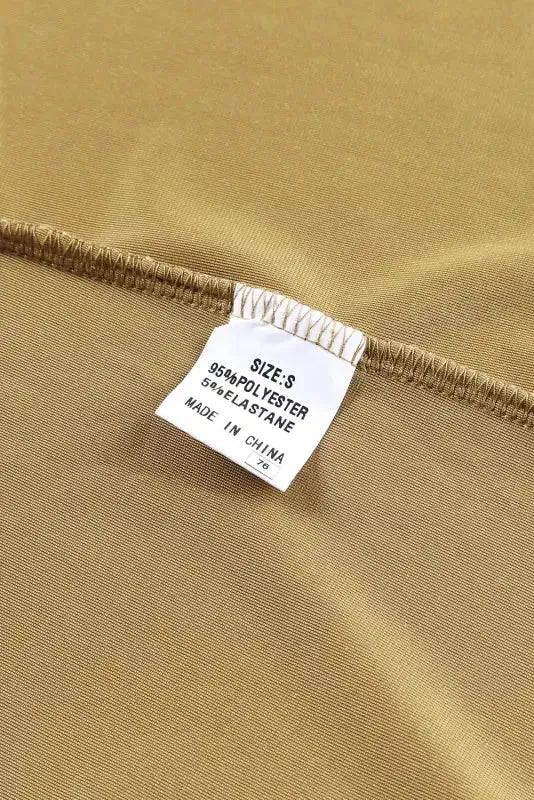 SIZE:S
95%POLYESTER
5%ELASTANE
MADE IN CHINA
76